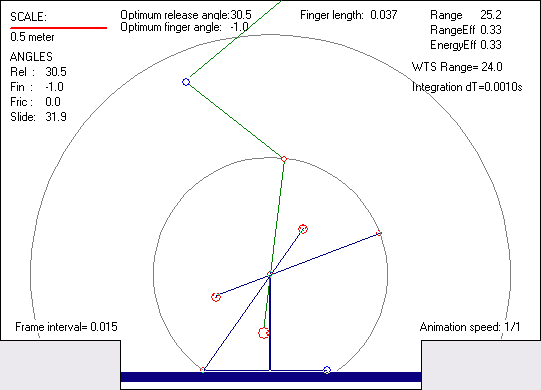 SCALE:
0.5 meter
ANGLES
Rel : 30.5
Fin : -1.0
Fric : 0.0
Slide: 31.9
Optimum release angle:30.5
Optimum finger angle: -1.0
Finger length: 0.037
Range 25.2
RangeEff 0.33
EnergyEff 0.33
WTS Range= 24.0
Integration dT=0.0010s
Frame interval= 0.015
Animation speed: 1/1